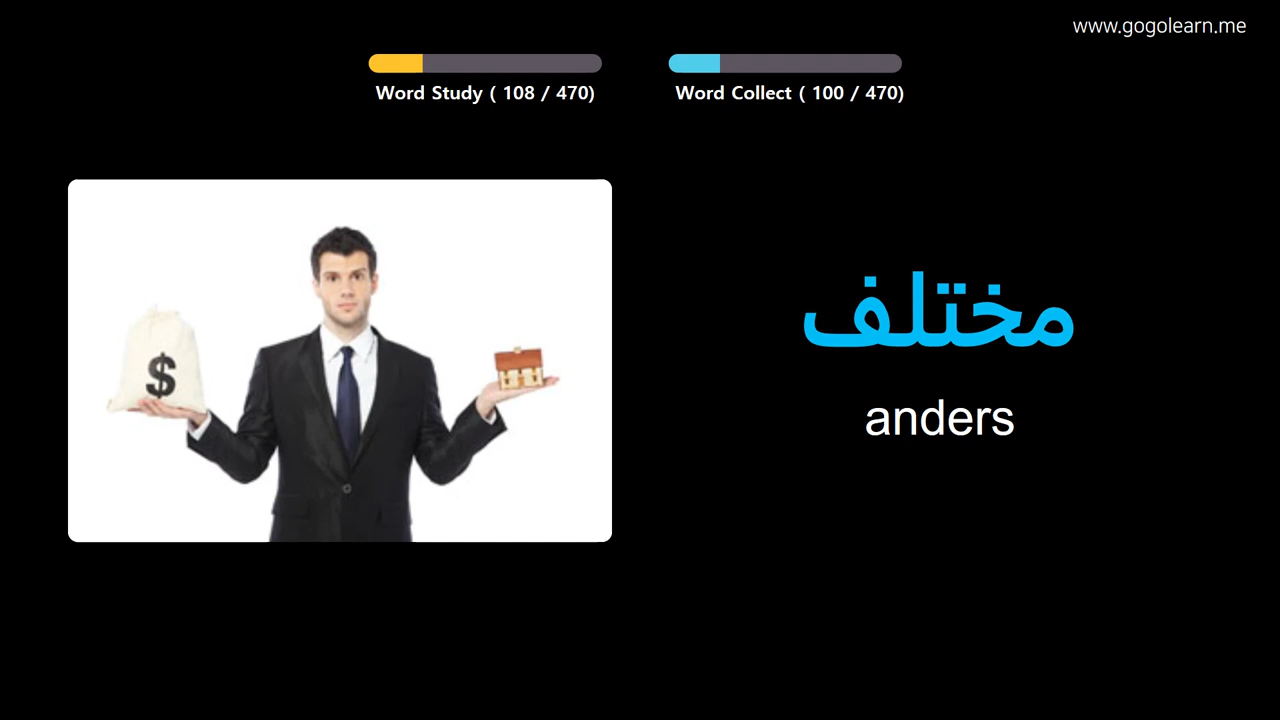 www.gogolearn.me
Word Study ( 108 / 470)
Word Collect ( 100 / 470)
$
مختلف
anders